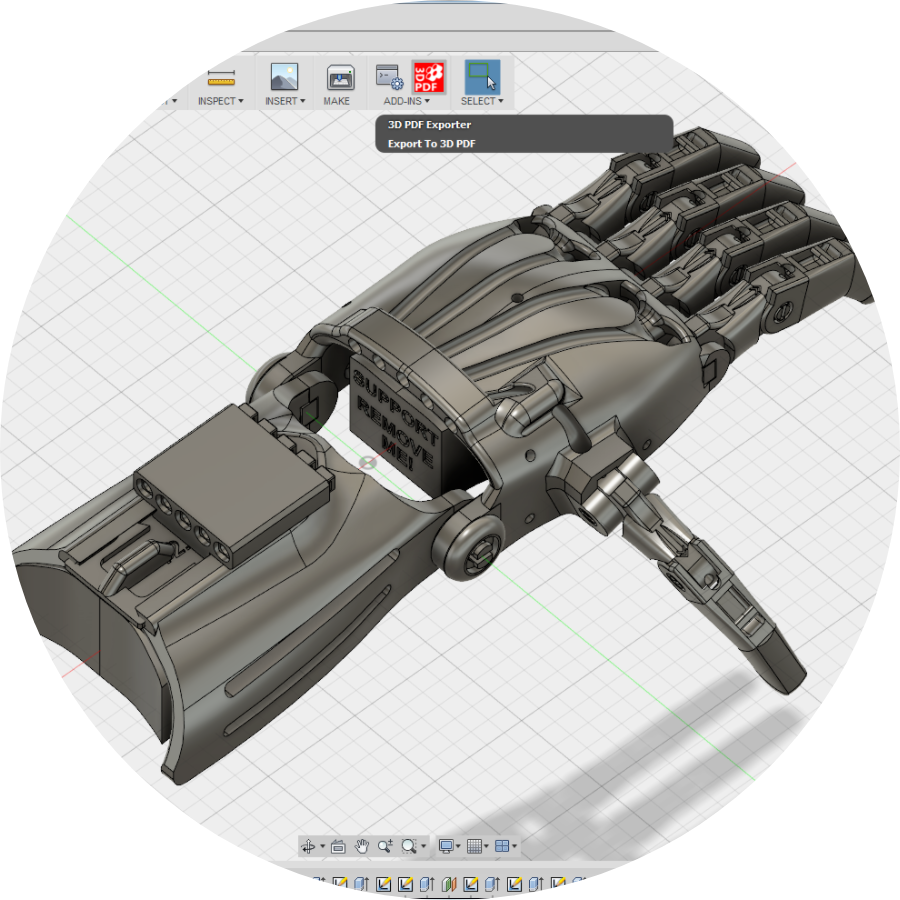 INSPECT
INSERT
MAKE
3D
PDF
ADD-INS
SELECT
3D PDF Exporter
Export To 3D PDF
SUPPORT
REMOVE
ME!